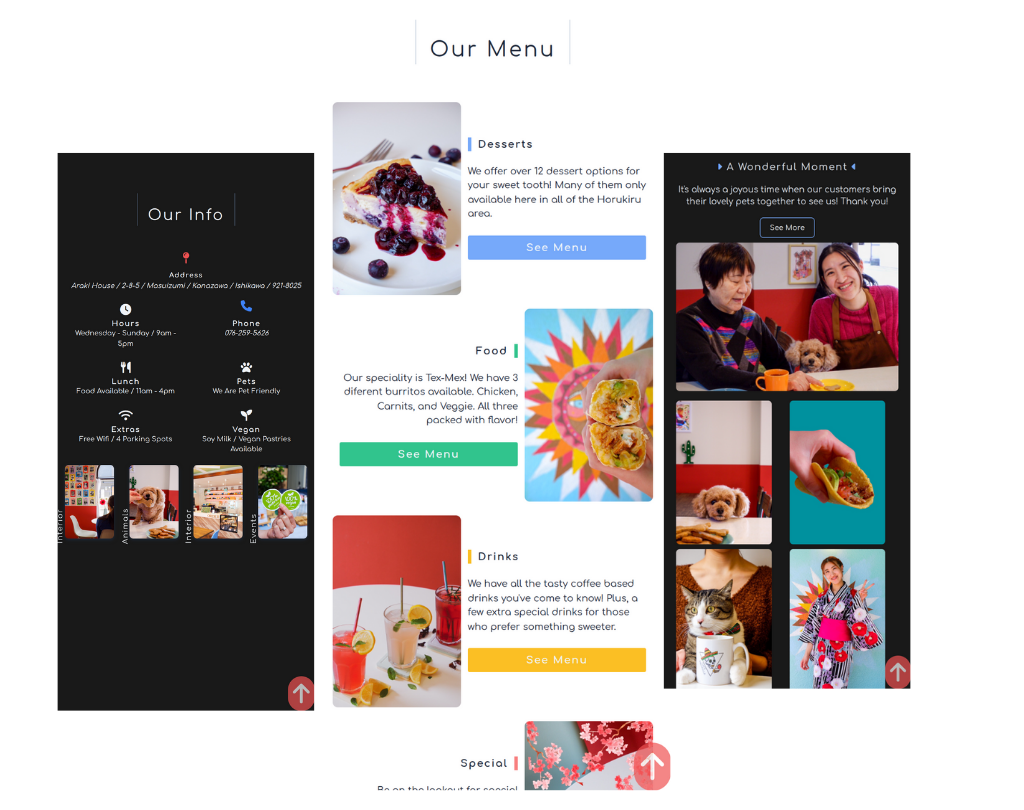 Our Menu
Desserts
We offer over 12 dessert options for
your sweet tooth! Many of them only
available here in all of the Horukiru
area.
See Menu
Food
Our speciality is Tex-Mex! We have 3
diferent burritos available. Chicken,
Carnits, and Veggie. All three
packed with flavor!
See Menu
Drinks
We have all the tasty coffee based
drinks you've come to know! Plus, a
few extra special drinks for those
who prefer something sweeter.
See Menu
Special
Be on the lookout for special
Our Info
Address
Araki House / 2-8-5 / Mosuizumi / Kanazawa / Ishikawa / 921-8025
Hours
Wednesday - Sunday / 9am -
5pm
Phone
076-259-5626
Lunch
Food Available / 11am - 4pm
Pets
We Are Pet Friendly
Extras
Free Wifi / 4 Parking Spots
Vegan
Soy Milk / Vegan Pastries
Available
Interior
Animals
Interior
Events
A Wonderful Moment
It's always a joyous time when our customers bring
their lovely pets together to see us! Thank you!
See More